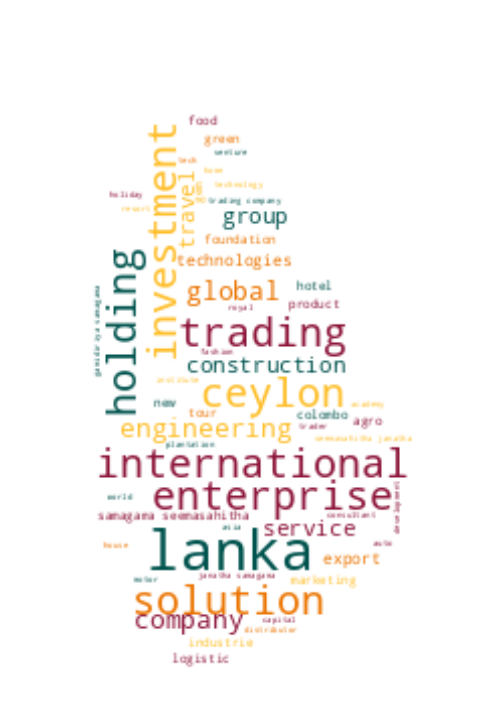 food
green
venture
tech
home
technology
holiday
investment
travel
trading company
resort
group
foundation
technologies
holding
global
hotel
product
royal
trading
fashion
construction
institute
ceylon
new
tour
colombo
academy
agro
trader
engineering
seemasahitha janatha
plantation
international
world
enterprise
development
samagama seemasahitha
consultant
asia
service
lanka
auto
house
export
janatha samagama
motor
marketing
solution
company
capital
distributor
industrie
logistic